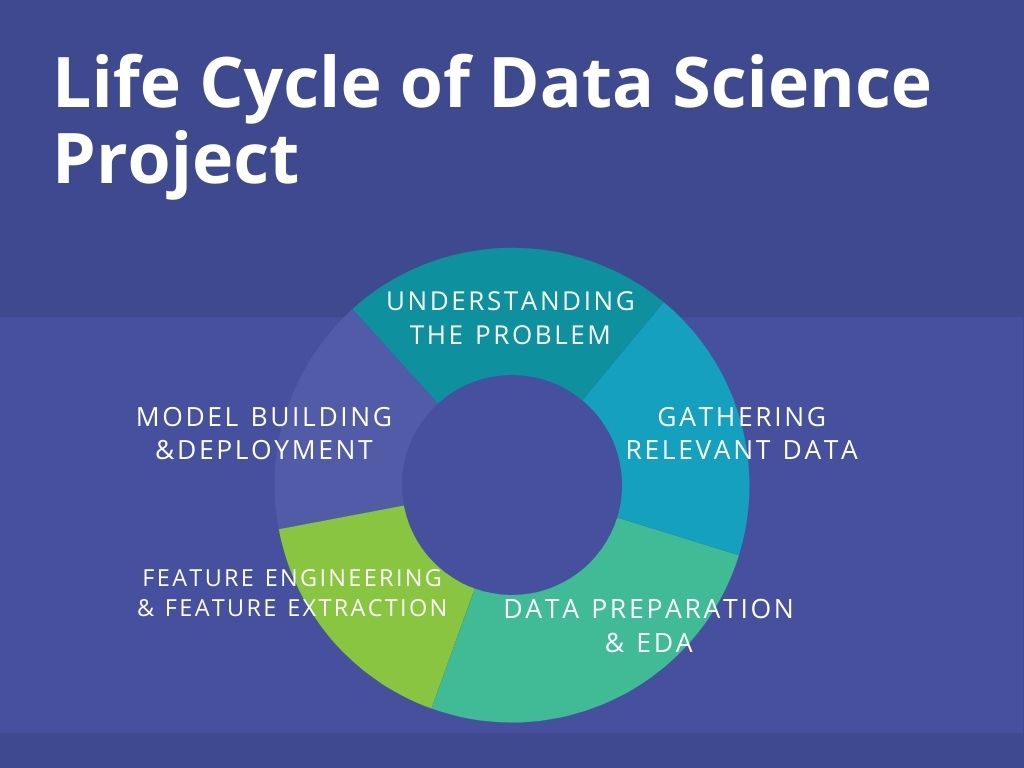 Life Cycle of Data Science
Project
UNDERSTANDING
THE PROBLEM
GATHERING
RELEVANT DATA
DATA PREPARATION
& EDA
FEATURE ENGINEERING
& FEATURE EXTRACTION
MODEL BUILDING
&DEPLOYMENT